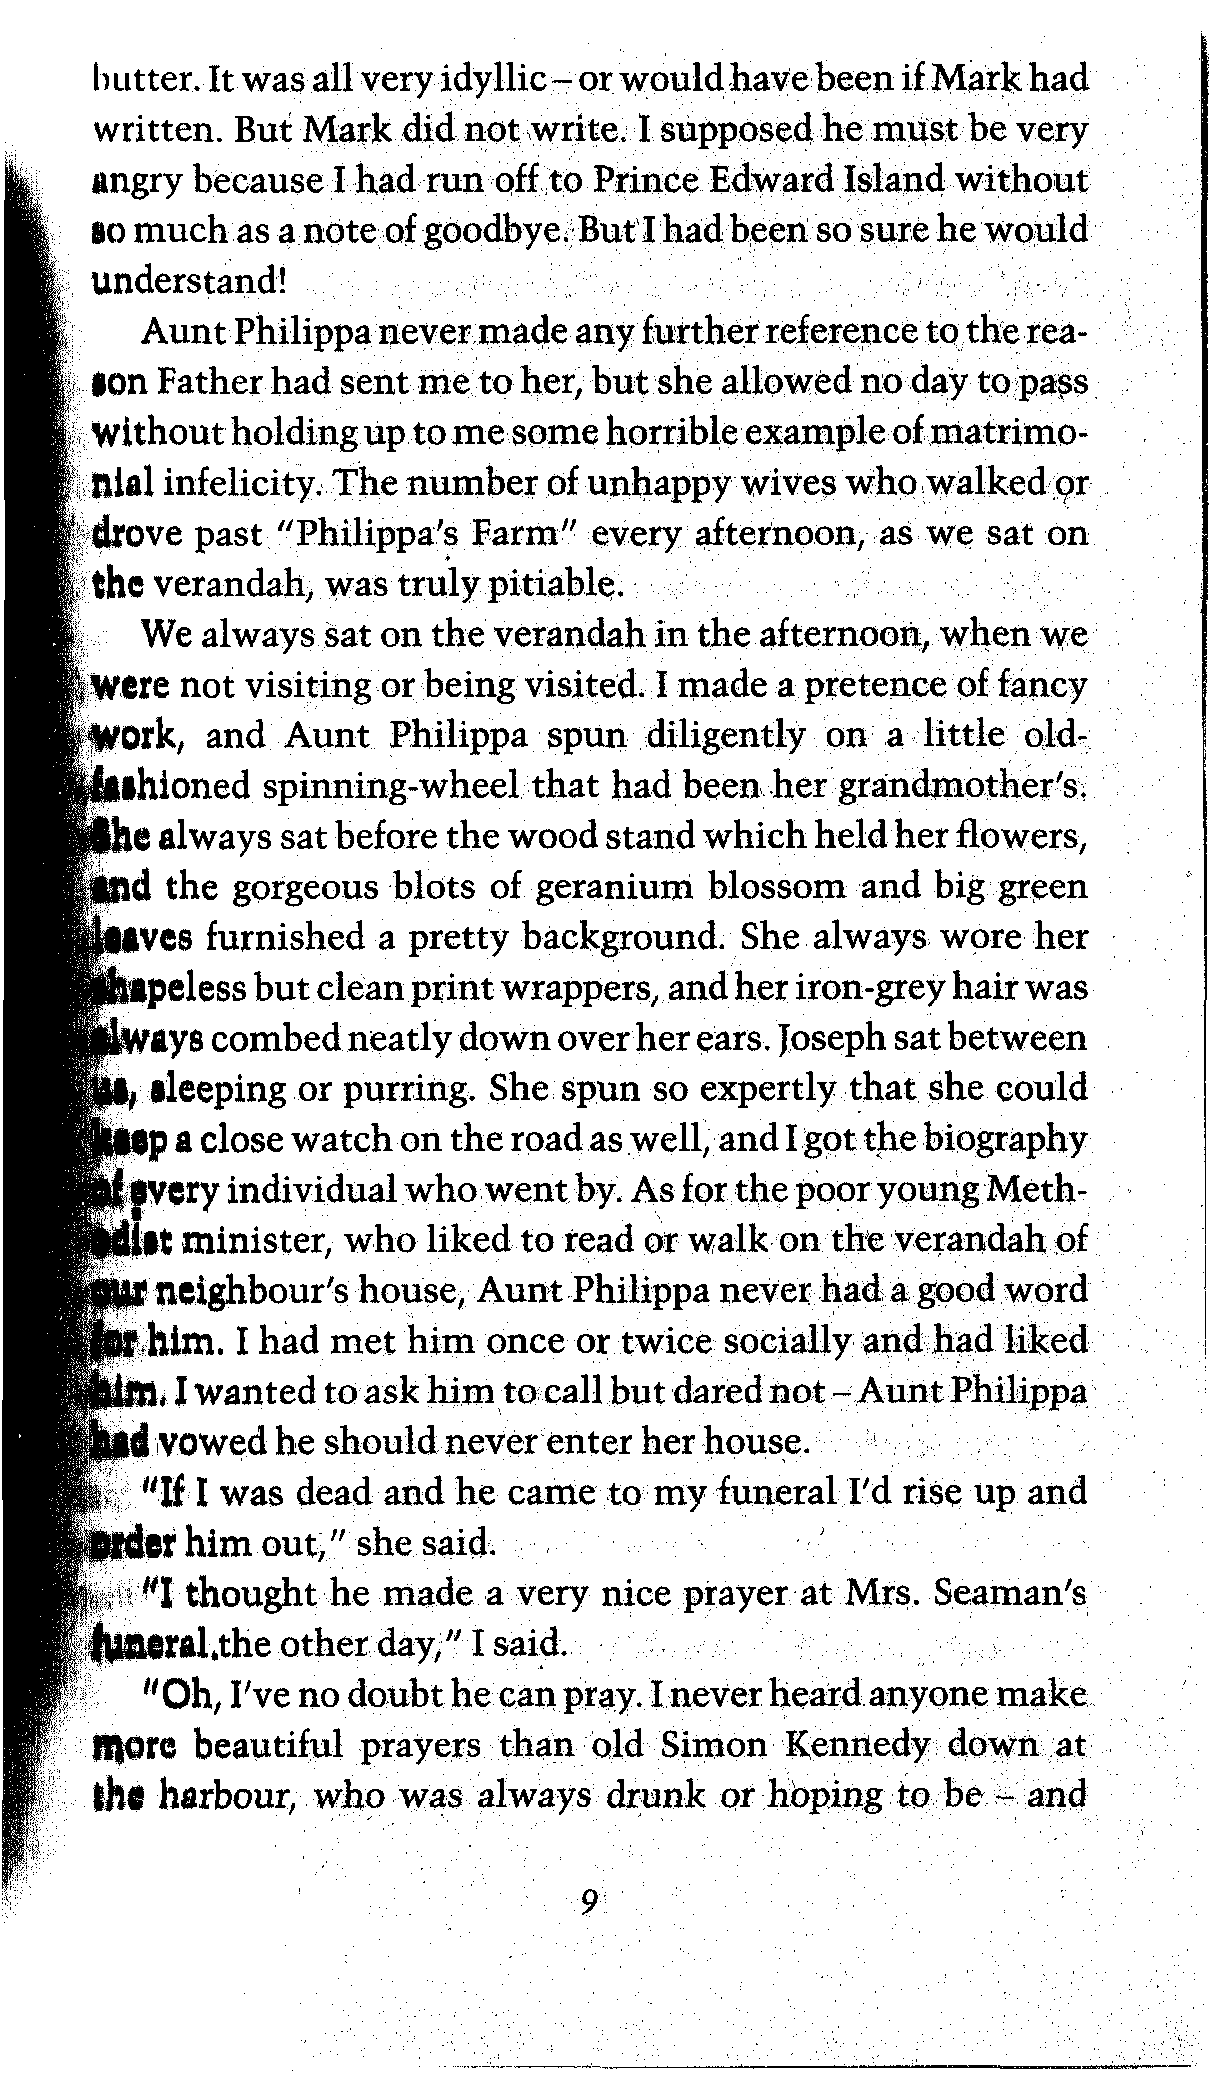 butter. It was all very idyllic – or would have been if Mark had
written. But Mark did not write. I supposed he must be very
angry because I had run off to Prince Edward Island without
so much as a note of goodbye. But I had been so sure he would
understand!
Aunt Philippa never made any further reference to the rea-
son Father had sent me to her, but she allowed no day to pass
without holding up to me some horrible example of matrimo-
nial infelicity. The number of unhappy wives who walked or
drove past "Philippa's Farm" every afternoon, as we sat on
the verandah, was truly pitiable.
We always sat on the verandah in the afternoon, when we
were not visiting or being visited. I made a pretence of fancy
work, and Aunt Philippa spun diligently on a little old-
fashioned spinning-wheel that had been her grandmother's.
She always sat before the wood stand which held her flowers,
and the gorgeous blots of geranium blossom and big green
leaves furnished a pretty background. She always wore her
shapeless but clean print wrappers, and her iron-grey hair was
always combed neatly down over her ears. Joseph sat between
us, sleeping or purring. She spun so expertly that she could
keep a close watch on the road as well, and I got the biography
of every individual who went by. As for the poor young Meth-
odist minister, who liked to read or walk on the verandah of
our neighbour's house, Aunt Philippa never had a good word
for him. I had met him once or twice socially and had liked
him. I wanted to ask him to call but dared not – Aunt Philippa
had vowed he should never enter her house.
"If I was dead and he came to my funeral I'd rise up and
order him out," she said.
"I thought he made a very nice prayer at Mrs. Seaman's
funeral the other day," I said.
"Oh, I've no doubt he can pray. I never heard anyone make
more beautiful prayers than old Simon Kennedy down at
the harbour, who was always drunk or hoping to be – and
9